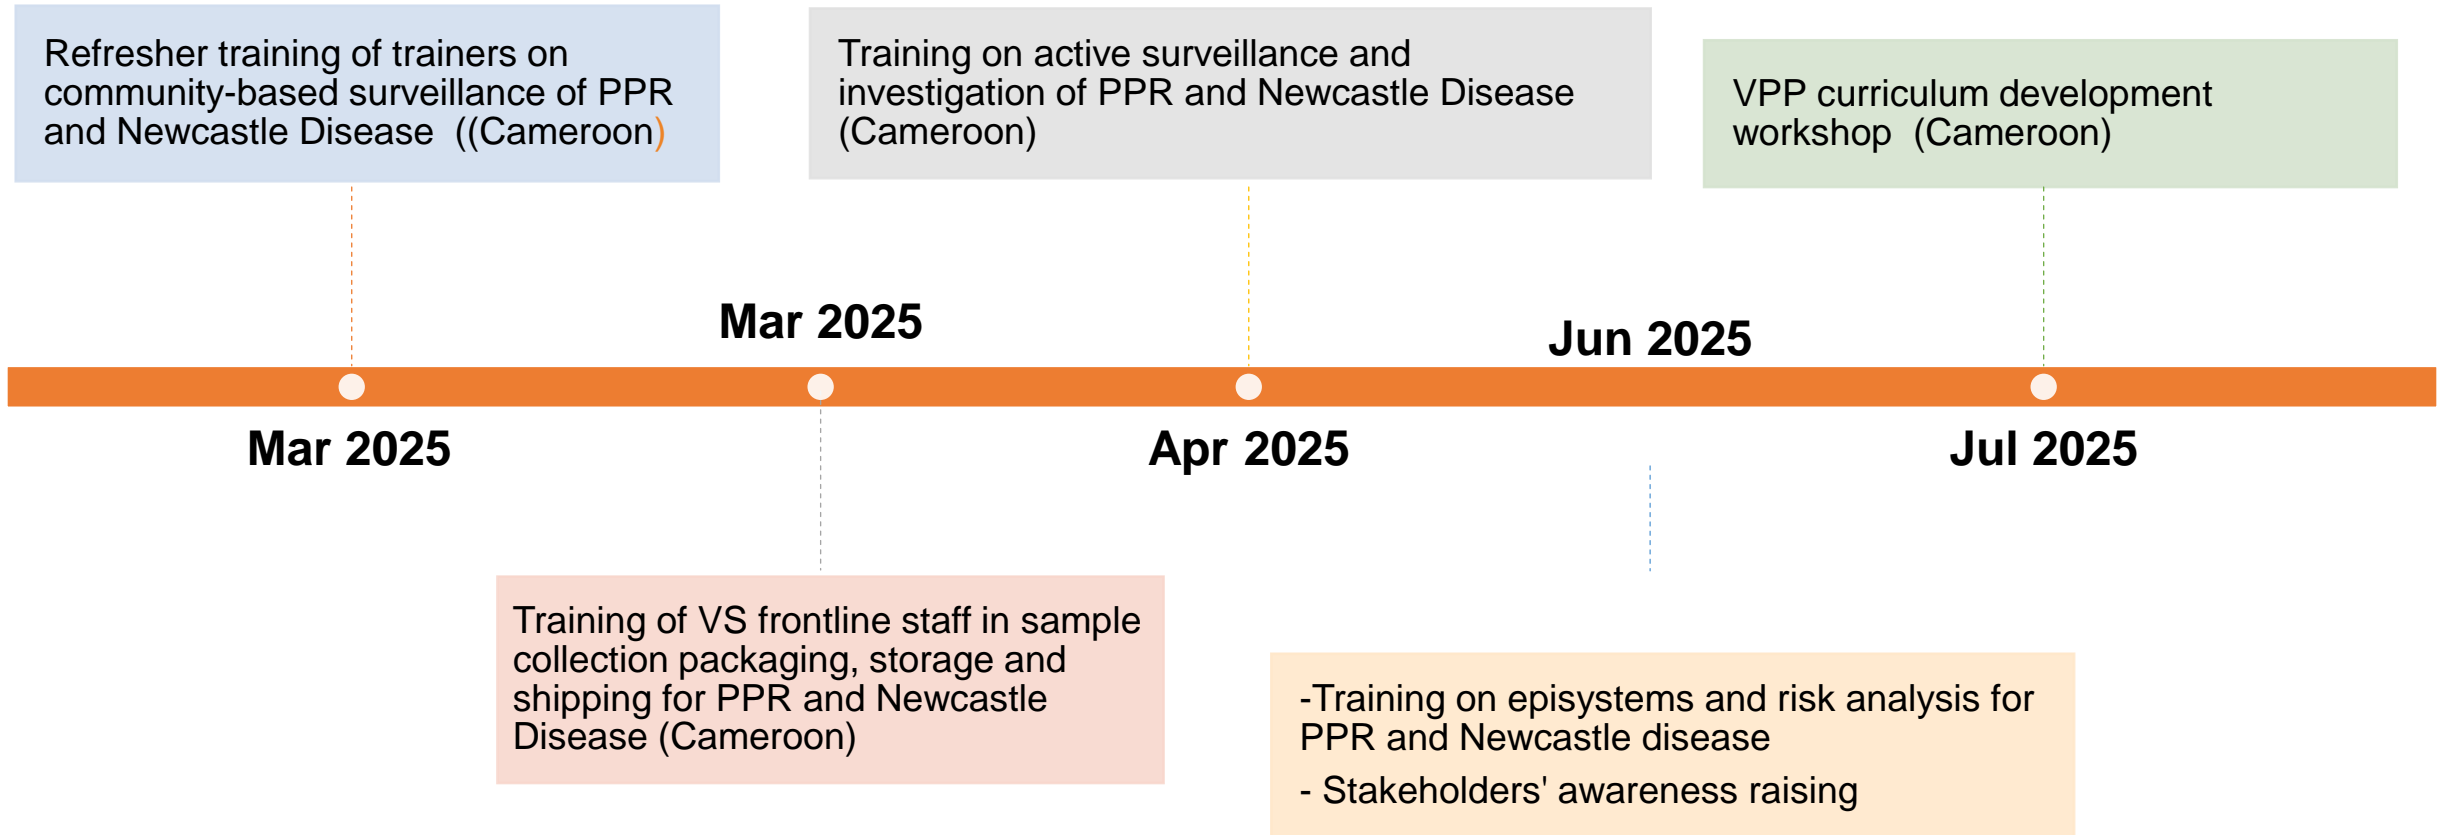 Refresher training of trainers on
community-based surveillance of PPR
and Newcastle Disease  ((Cameroon)
Training on active surveillance and
investigation of PPR and Newcastle Disease
(Cameroon)
VPP curriculum development
workshop  (Cameroon)
Mar 2025
Jun 2025
Mar 2025
Apr 2025
Jul 2025
Training of VS frontline staff in sample
collection packaging, storage and
shipping for PPR and Newcastle
Disease (Cameroon)
-Training on episystems and risk analysis for
PPR and Newcastle disease
- Stakeholders' awareness raising